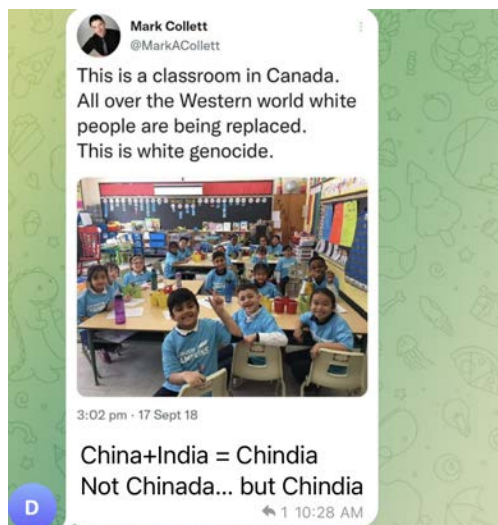 Mark Collett
@MarkACollett
This is a classroom in Canada.
All over the Western world white
people are being replaced.
This is white genocide.
3:02 pm · 17 Sept 18
China+India = Chindia
Not Chinada... but Chindia
1 10:28 AM
D